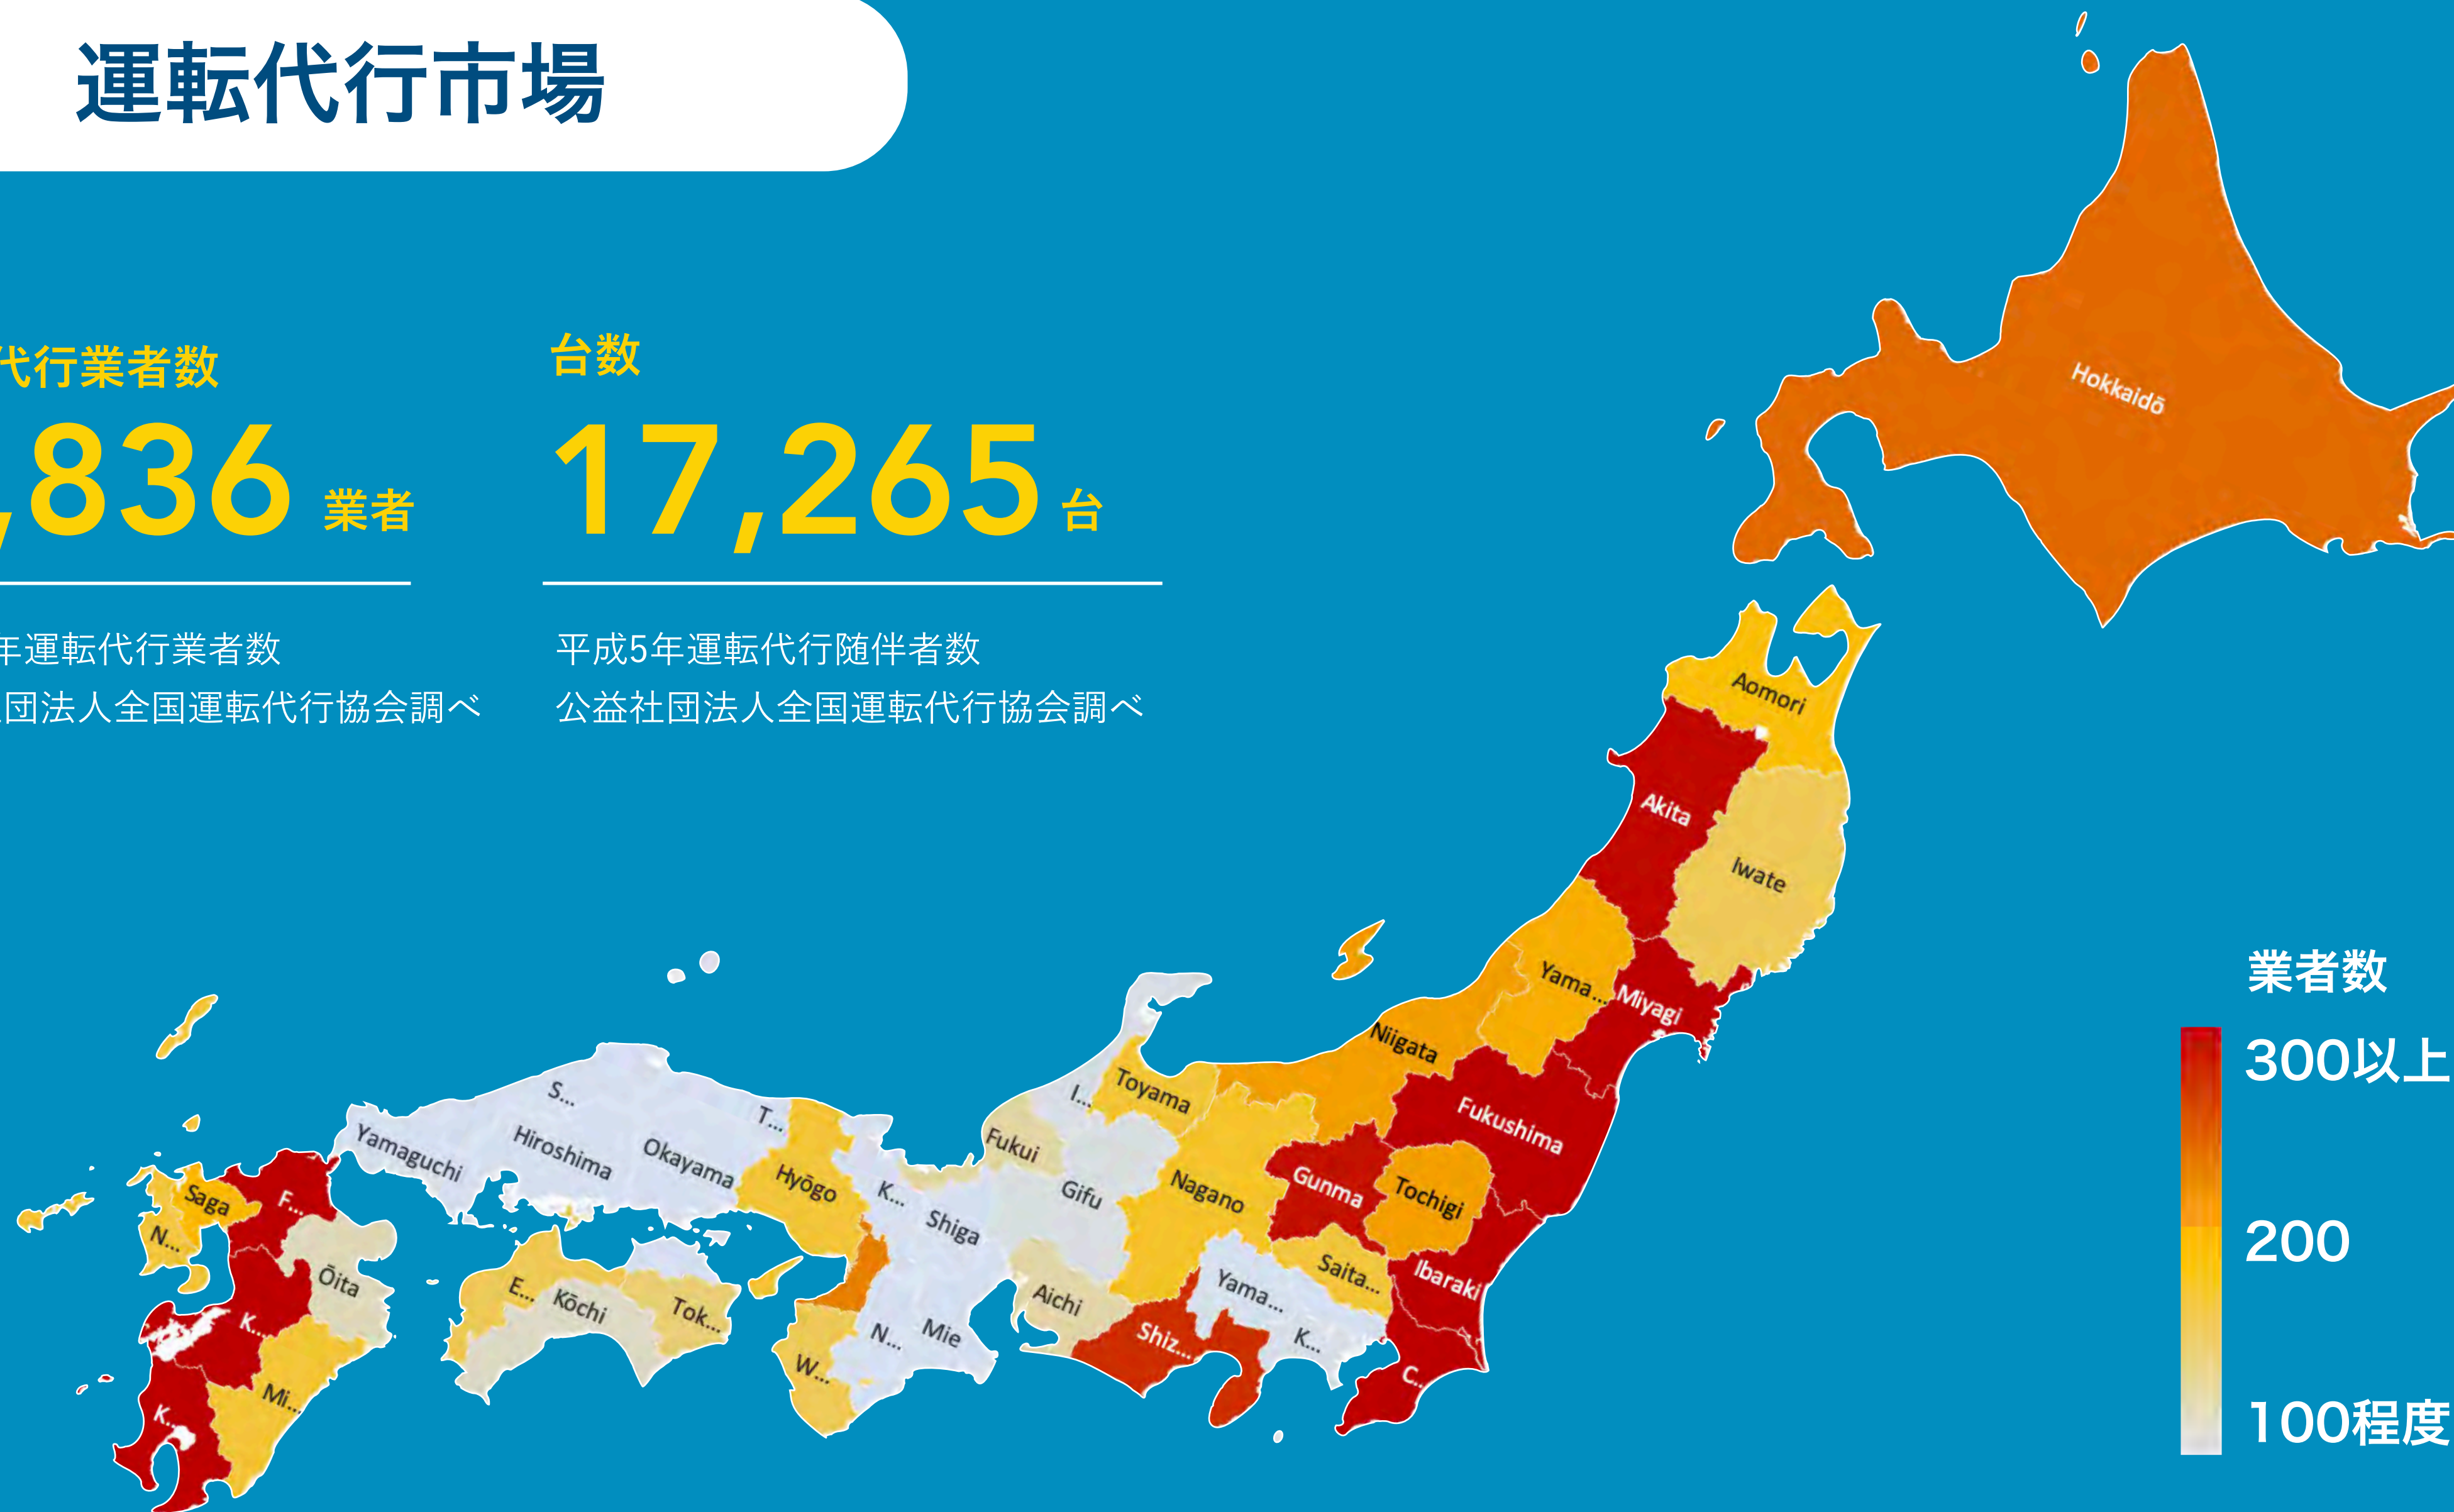 運転代行市場
代行業者数
,836 業者
年運転代行業者数
団法人全国運転代行協会調べ
台数
17,265 台
平成5年運転代行随伴者数
公益社団法人全国運転代行協会調べ
Hokkaidō
Aomori
Akita
Iwate
Yama...
Miyagi
Niigata
Fukushima
Toyama
I...
Fukui
Gifu
Nagano
Gunma
Tochigi
Saita...
Ibaraki
Yama...
K...
C...
Shiz...
Aichi
S...
T...
Yamaguchi
Hiroshima
Okayama
Hyōgo
K...
Shiga
N...
Mie
W...
E...
Kōchi
Tok...
Saga
F...
N...
Ōita
K...
Mi...
K...
業者数
300以上
200
100程度